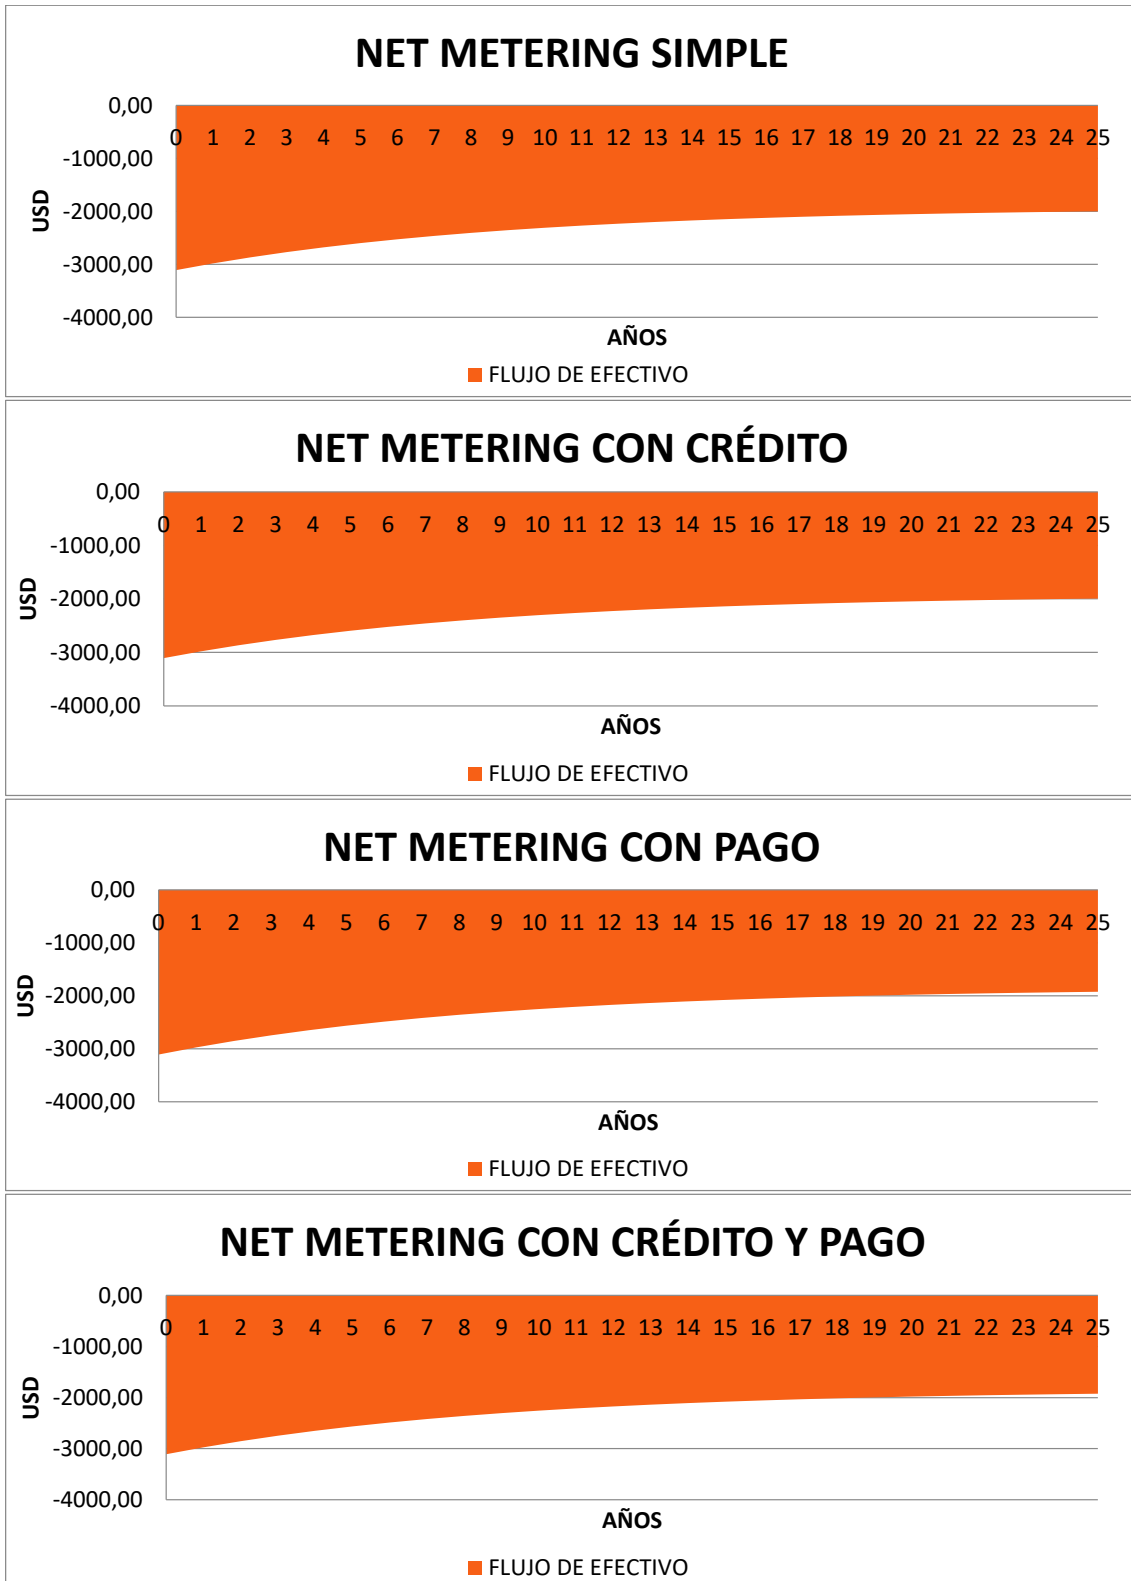 NET METERING SIMPLE
0,00
0 1 2 3 4 5 6 7 8 9 10 11 12 13 14 15 16 17 18 19 20 21 22 23 24 25
-1000,00
USD
-2000,00
-3000,00
-4000,00
AÑOS
FLUJO DE EFECTIVO
NET METERING CON CRÉDITO
0,00
0 1 2 3 4 5 6 7 8 9 10 11 12 13 14 15 16 17 18 19 20 21 22 23 24 25
-1000,00
USD
-2000,00
-3000,00
-4000,00
AÑOS
FLUJO DE EFECTIVO
NET METERING CON PAGO
0,00
0 1 2 3 4 5 6 7 8 9 10 11 12 13 14 15 16 17 18 19 20 21 22 23 24 25
-1000,00
USD
-2000,00
-3000,00
-4000,00
AÑOS
FLUJO DE EFECTIVO
NET METERING CON CRÉDITO Y PAGO
0,00
0 1 2 3 4 5 6 7 8 9 10 11 12 13 14 15 16 17 18 19 20 21 22 23 24 25
-1000,00
USD
-2000,00
-3000,00
-4000,00
AÑOS
FLUJO DE EFECTIVO